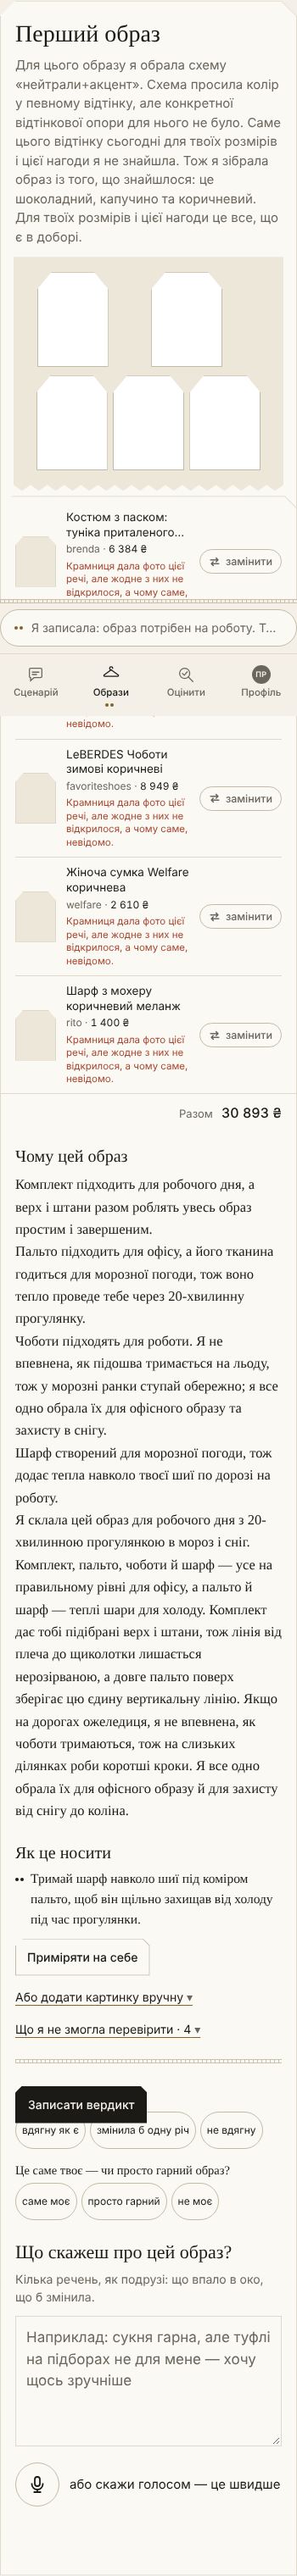 Перший образ
Для цього образу я обрала схему
«нейтрали+акцент». Схема просила колір
у певному відтінку, але конкретної
відтінкової опори для нього не було. Саме
цього відтінку сьогодні для твоїх розмірів
і цієї нагоди я не знайшла. Тож я зібрала
образ із того, що знайшлося: це
шоколадний, капучино та коричневий.
Для твоїх розмірів і цієї нагоди це все, що
є в доборі.
Костюм з паском:
туніка приталеного...
brenda · 6 384 ₴
Крамниця дала фото цієї
речі, але жодне з них не
відкрилося, а чому саме,
замінити
Я записала: образ потрібен на роботу. Т...
Сценарій
Образи
Оцінити
ПР
Профіль
невідомо.
LeBERDES Чоботи
зимові коричневі
favoriteshoes · 8 949 ₴
Крамниця дала фото цієї
речі, але жодне з них не
відкрилося, а чому саме,
невідомо.
замінити
Жіноча сумка Welfare
коричнева
welfare · 2 610 ₴
Крамниця дала фото цієї
речі, але жодне з них не
відкрилося, а чому саме,
невідомо.
замінити
Шарф з мохеру
коричневий меланж
rito · 1 400 ₴
Крамниця дала фото цієї
речі, але жодне з них не
відкрилося, а чому саме,
невідомо.
замінити
Разом 30 893 ₴
Чому цей образ
Комплект підходить для робочого дня, а
верх і штани разом роблять увесь образ
простим і завершеним.
Пальто підходить для офісу, а його тканина
годиться для морозної погоди, тож воно
тепло проведе тебе через 20-хвилинну
прогулянку.
Чоботи підходять для роботи. Я не
впевнена, як підошва тримається на льоду,
тож у морозні ранки ступай обережно; я все
одно обрала їх для офісного образу та
захисту в снігу.
Шарф створений для морозної погоди, тож
додає тепла навколо твоєї шиї по дорозі на
роботу.
Я склала цей образ для робочого дня з 20-
хвилинною прогулянкою в мороз і сніг.
Комплект, пальто, чоботи й шарф — усе на
правильному рівні для офісу, а пальто й
шарф — теплі шари для холоду. Комплект
дає тобі підібрані верх і штани, тож лінія від
плеча до щиколотки лишається
нерозірваною, а довге пальто поверх
зберігає цю єдину вертикальну лінію. Якщо
на дорогах ожеледиця, я не впевнена, як
чоботи тримаються, тож на слизьких
ділянках роби коротші кроки. Я все одно
обрала їх для офісного образу й для захисту
від снігу до коліна.
Як це носити
Тримай шарф навколо шиї під коміром
пальто, щоб він щільно захищав від холоду
під час прогулянки.
Приміряти на себе
Або додати картинку вручну ▾
Що я не змогла перевірити · 4 ▾
Записати вердикт
вдягну як є
змінила б одну річ
не вдягну
Це саме твоє — чи просто гарний образ?
саме моє
просто гарний
не моє
Що скажеш про цей образ?
Кілька речень, як подрузі: що впало в око,
що б змінила.
Наприклад: сукня гарна, але туфлі
на підборах не для мене — хочу
щось зручніше
або скажи голосом — це швидше